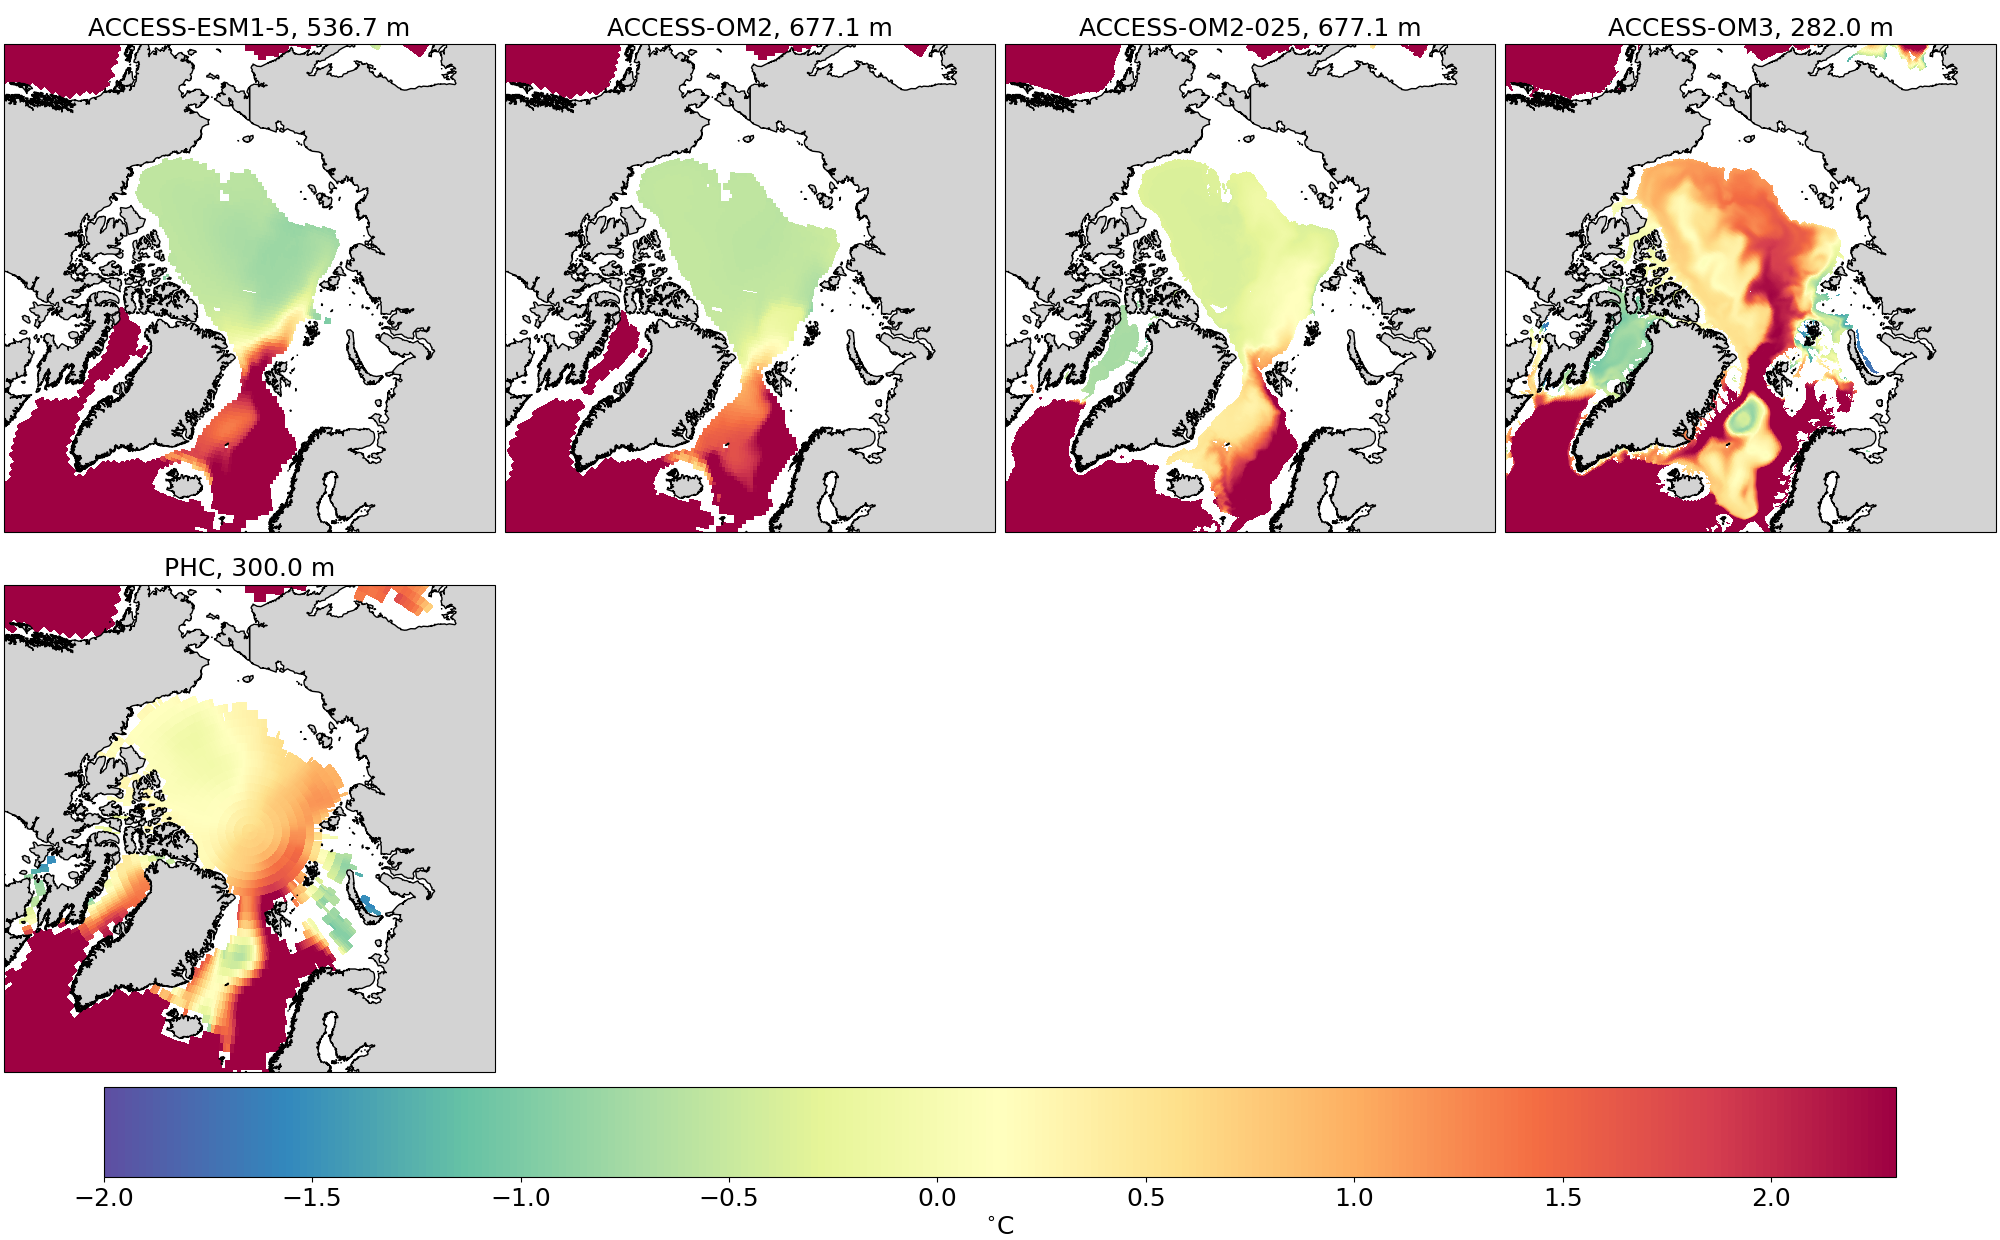 ACCESS-ESM1-5, 536.7 m
ACCESS-OM2, 677.1 m
ACCESS-OM2-025, 677.1 m
ACCESS-OM3, 282.0 m
PHC, 300.0 m
−2.0 −1.5 −1.0 −0.5 0.0 0.5 1.0 1.5 2.0
°C